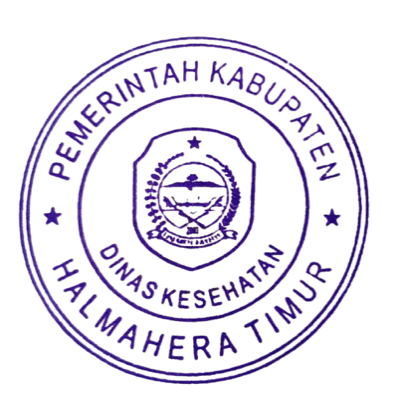 PEMERINTAH KABUPATEN
HALMAHERA TIMUR
DINAS KESEHATAN